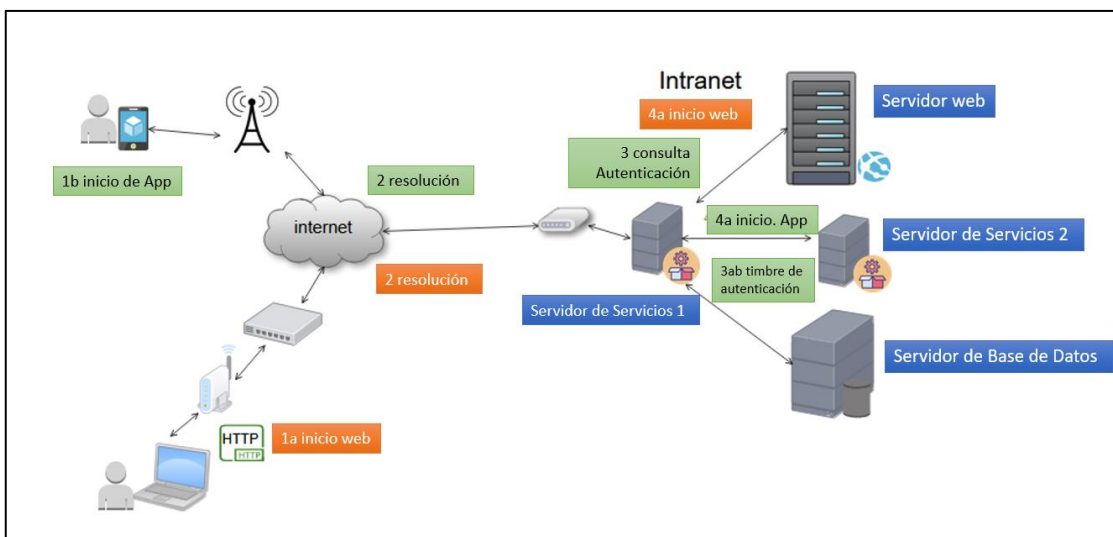 Intranet
4a inicio web
Servidor web
3 consulta
Autenticación
1b inicio de App
2 resolución
internet
4a inicio. App
Servidor de Servicios 2
2 resolución
3ab timbre de
autenticación
Servidor de Servicios 1
Servidor de Base de Datos
HTTP
HTTP
1a inicio web